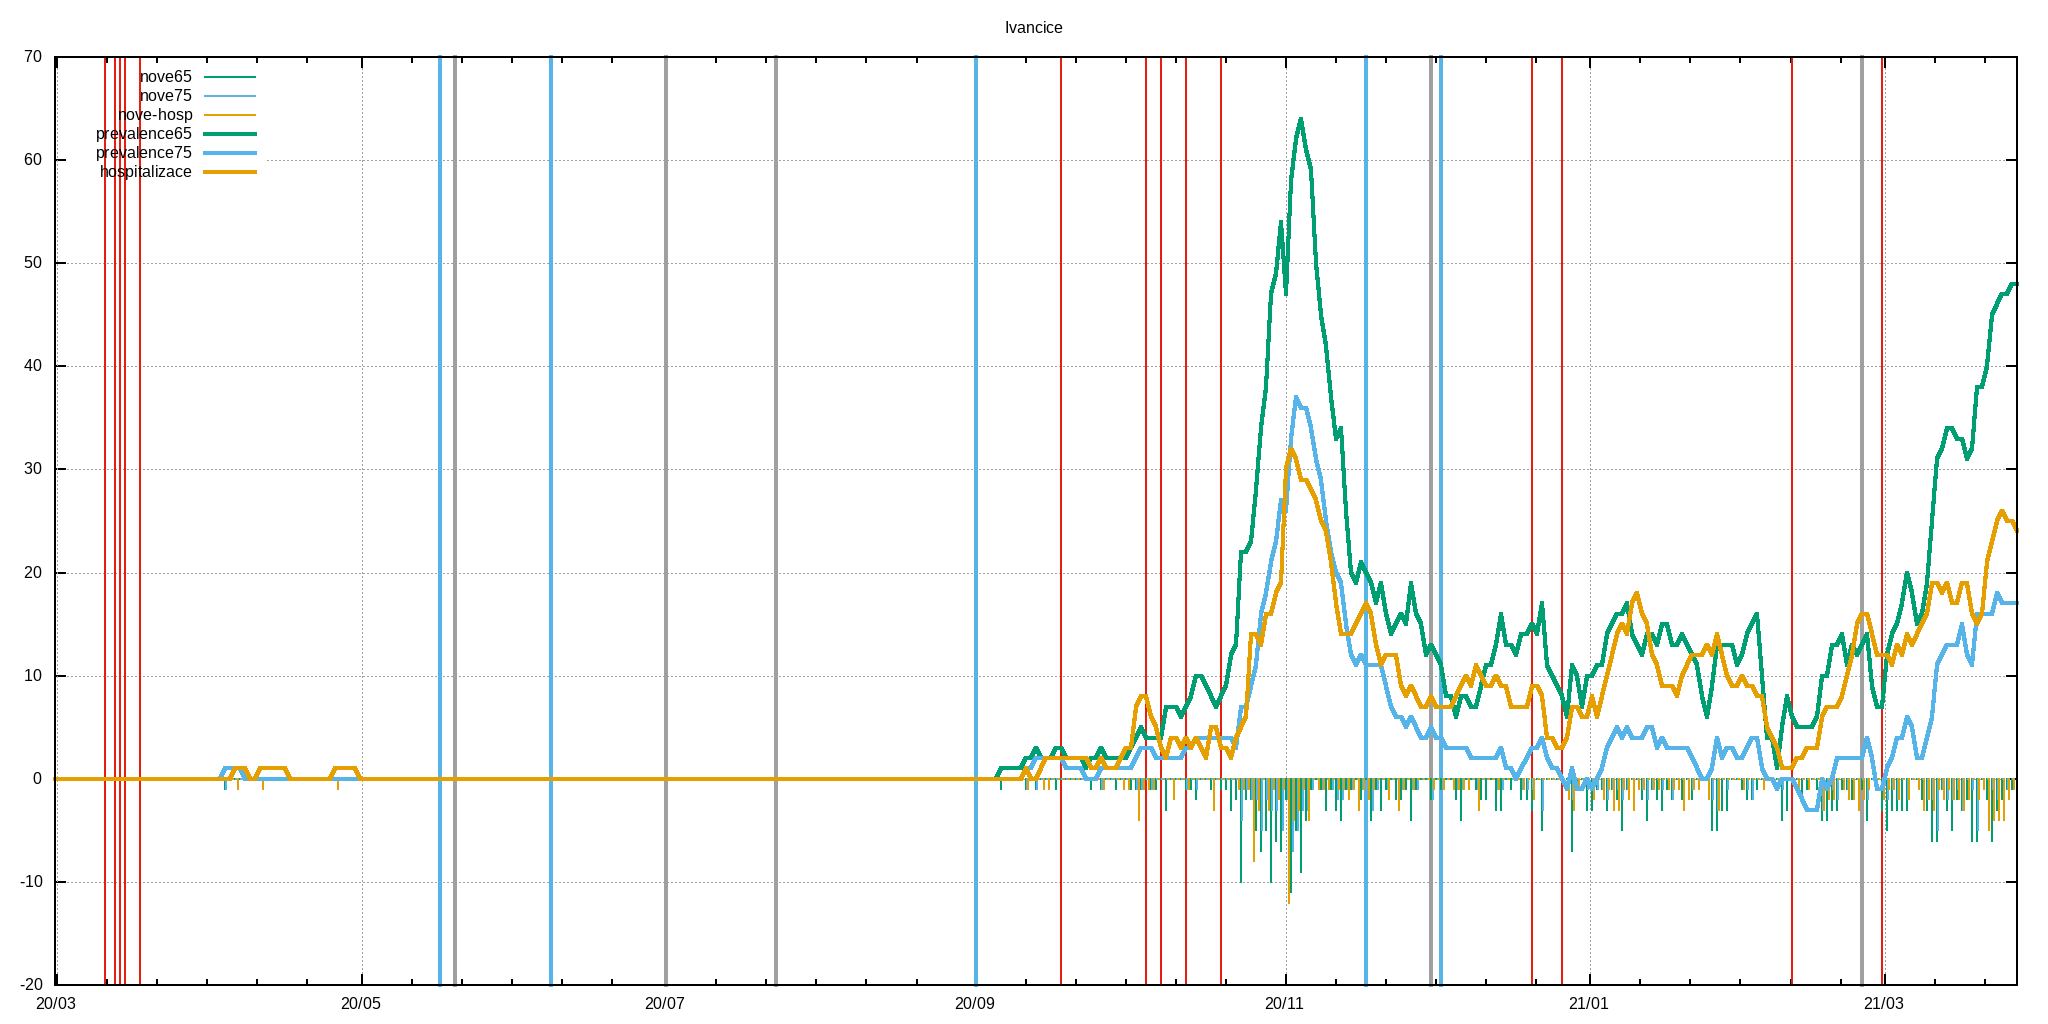 Ivancice
70
60
50
40
30
20
10
0
-10
-20
nove65
nove75
nove-hosp
prevalence65
prevalence75
hospitalizace
20/03 20/05 20/07 20/09 20/11 21/01 21/03